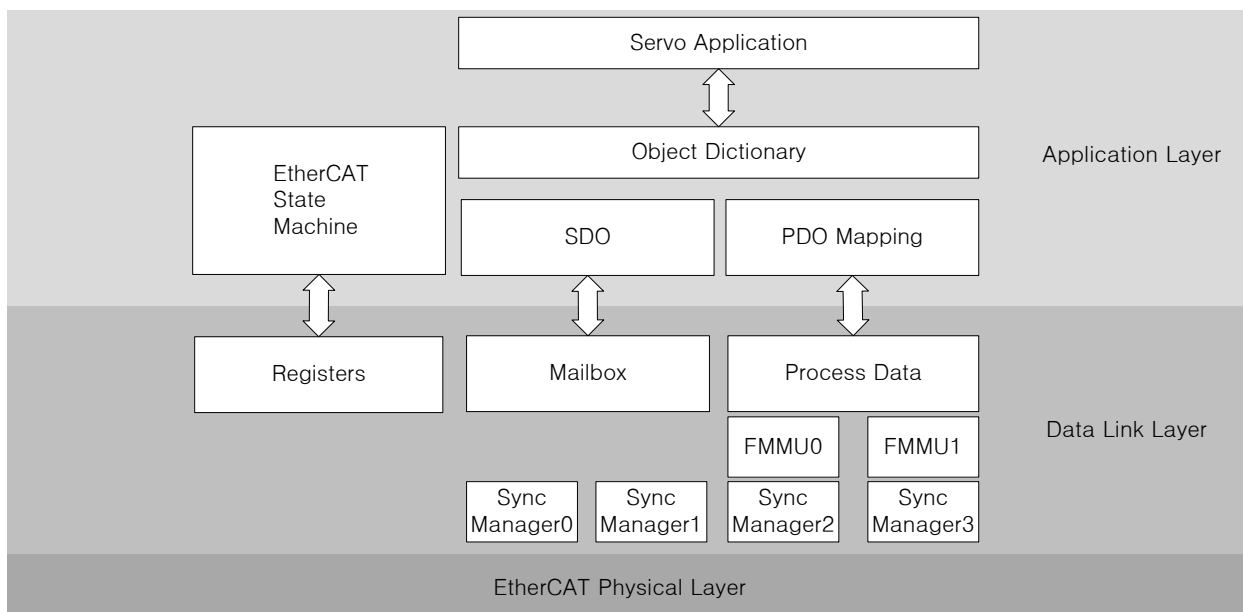 Servo Application
Object Dictionary
Application Layer
EtherCAT
State
Machine
SDO
PDO Mapping
Registers
Mailbox
Process Data
Data Link Layer
FMMU0
FMMU1
Sync
Manager0
Sync
Manager1
Sync
Manager2
Sync
Manager3
EtherCAT Physical Layer